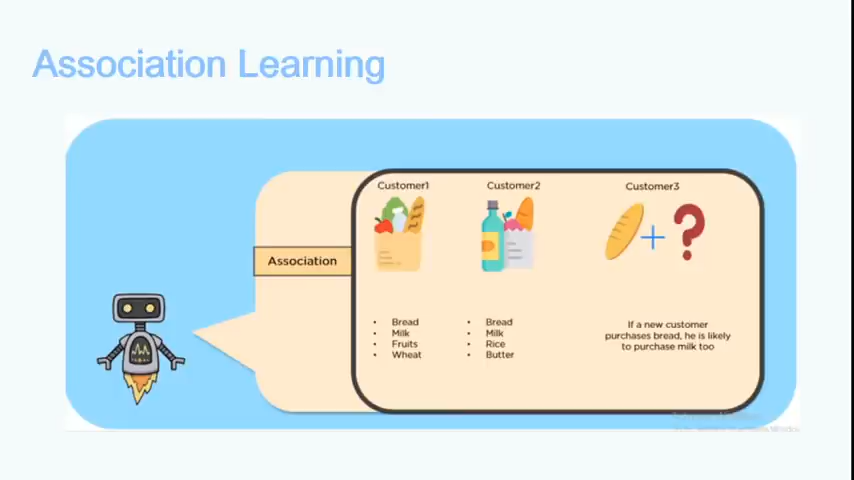 Association Learning
Customer1
Customer2
Customer3
Association
• Bread
• Milk
• Fruits
• Wheat
• Bread
• Milk
• Rice
• Butter
If a new customer
purchases bread, he is likely
to purchase milk too